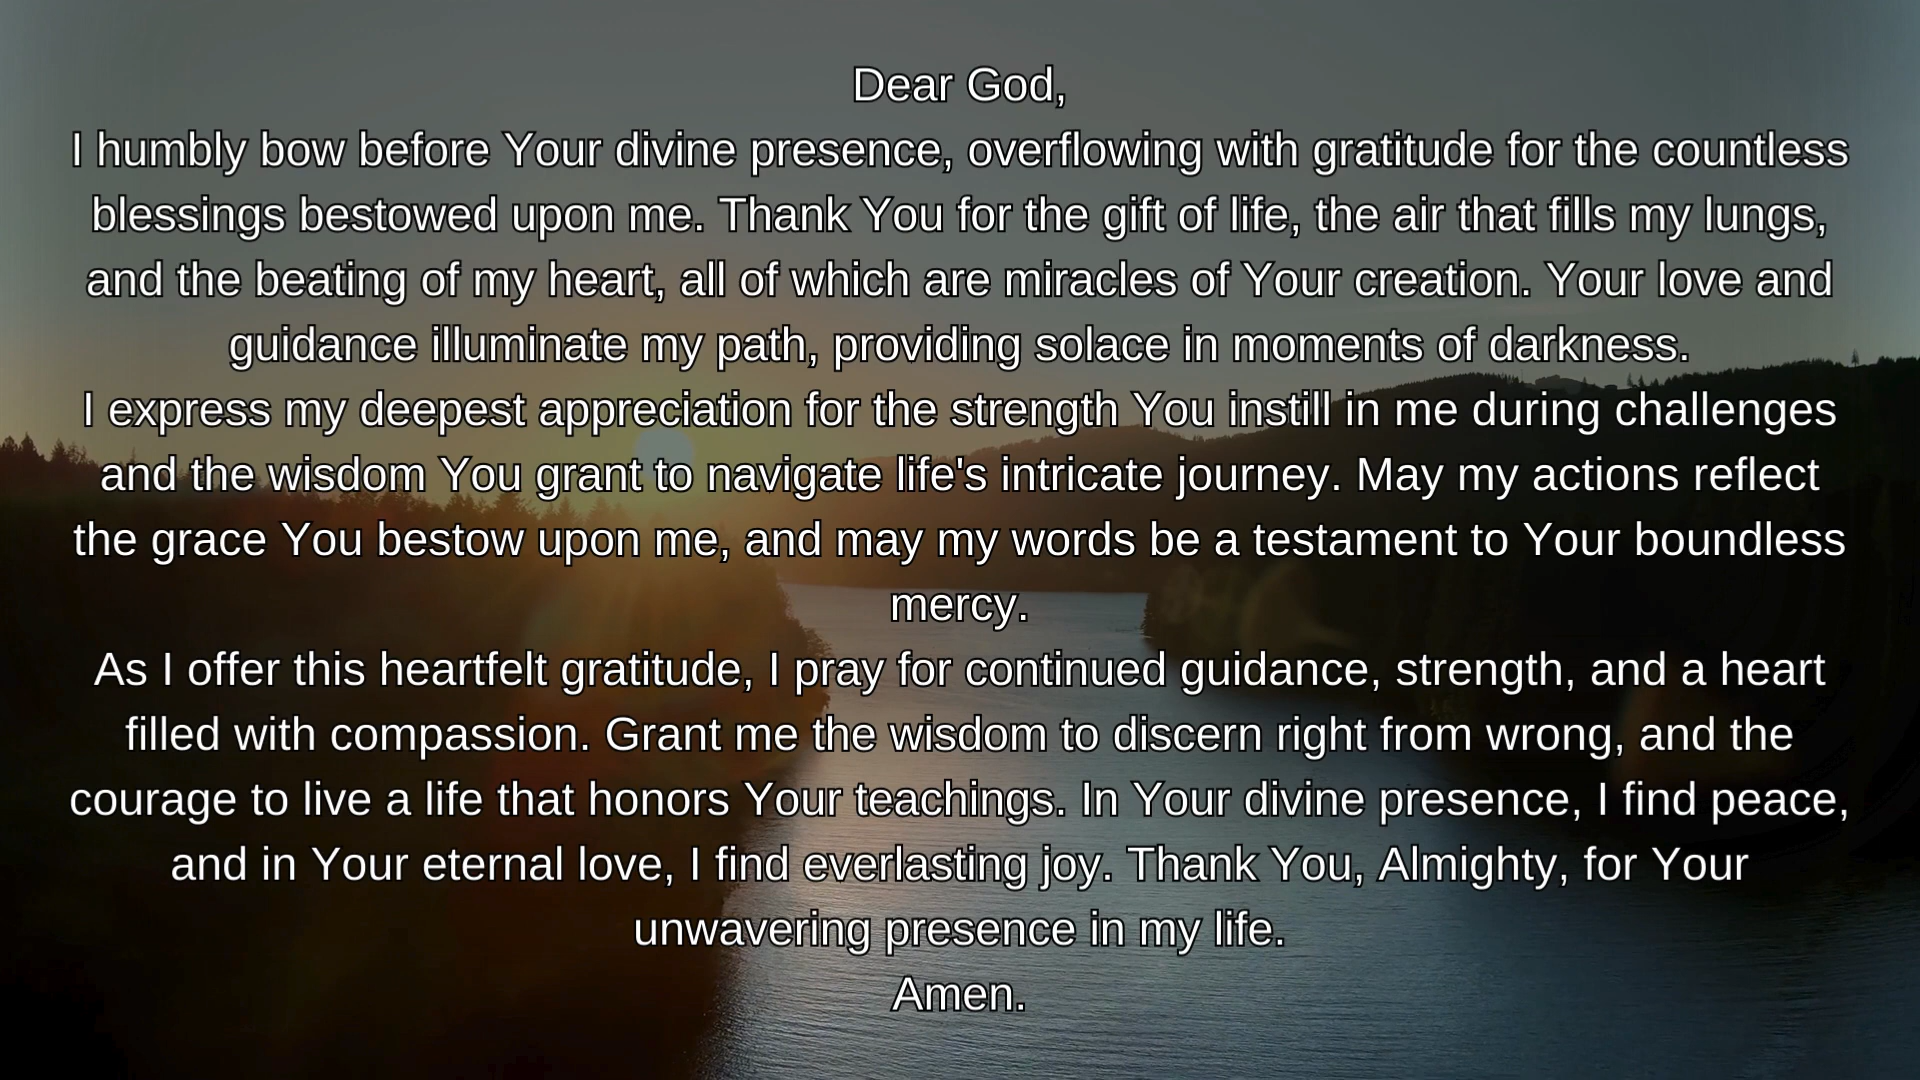 Dear God,
I humbly bow before Your divine presence, overflowing with gratitude for the countless
blessings bestowed upon me. Thank You for the gift of life, the air that fills my lungs,
and the beating of my heart, all of which are miracles of Your creation. Your love and
guidance illuminate my path, providing solace in moments of darkness.
I express my deepest appreciation for the strength You instill in me during challenges
and the wisdom You grant to navigate life's intricate journey. May my actions reflect
the grace You bestow upon me, and may my words be a testament to Your boundless
mercy.
As I offer this heartfelt gratitude, I pray for continued guidance, strength, and a heart
filled with compassion. Grant me the wisdom to discern right from wrong, and the
courage to live a life that honors Your teachings. In Your divine presence, I find peace,
and in Your eternal love, I find everlasting joy. Thank You, Almighty, for Your
unwavering presence in my life.
Amen.